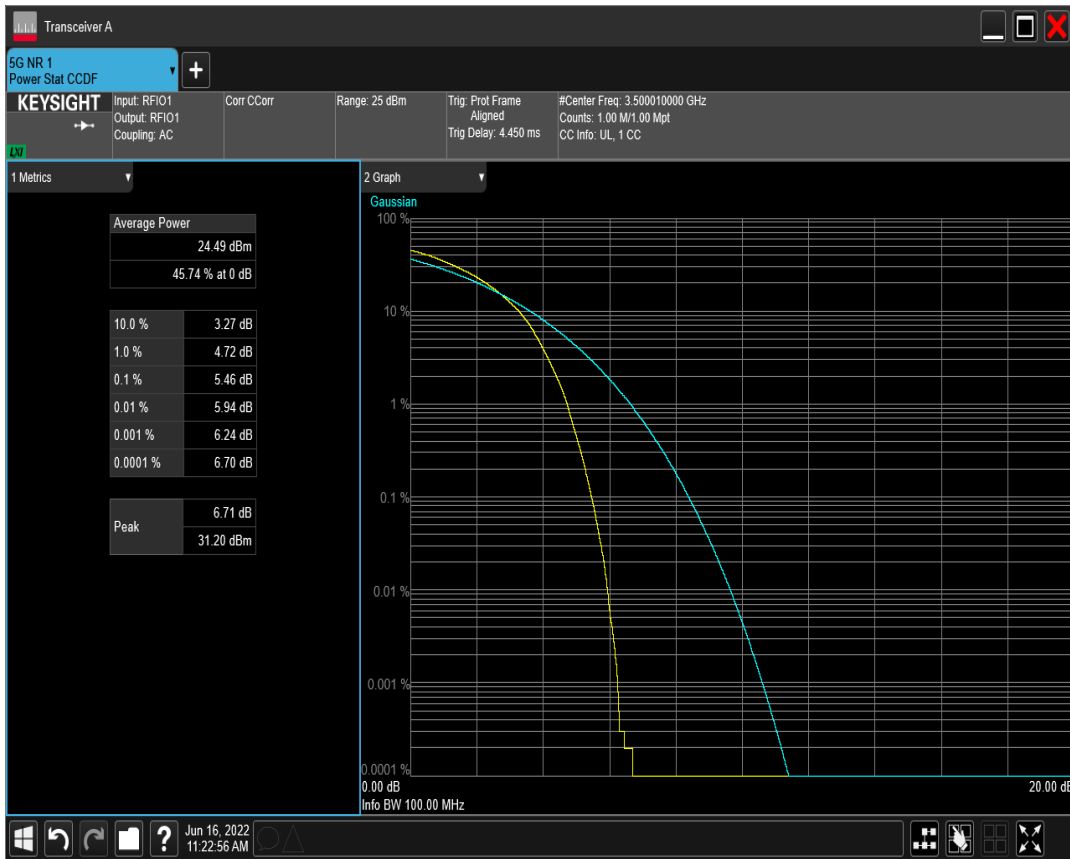 Transceiver A
5G NR 1
Power Stat CCDF
+
KEYSIGHT
LXI
Input: RFIO1
Output: RFIO1
Coupling: AC
Corr CCorr
Range: 25 dBm
Trig: Prot Frame
Aligned
Trig Delay: 4.450 ms
#Center Freq: 3.500010000 GHz
Counts: 1.00 M/1.00 Mpt
CC Info: UL, 1 CC
1 Metrics
Average Power
24.49 dBm
45.74 % at 0 dB
10.0 % 3.27 dB
1.0 % 4.72 dB
0.1 % 5.46 dB
0.01 % 5.94 dB
0.001 % 6.24 dB
0.0001 % 6.70 dB
Peak 6.71 dB
31.20 dBm
2 Graph
Gaussian
100 %
10 %
1 %
0.1 %
0.01 %
0.001 %
0.0001 %
0.00 dB 20.00 dB
Info BW 100.00 MHz
?
Jun 16, 2022
11:22:56 AM